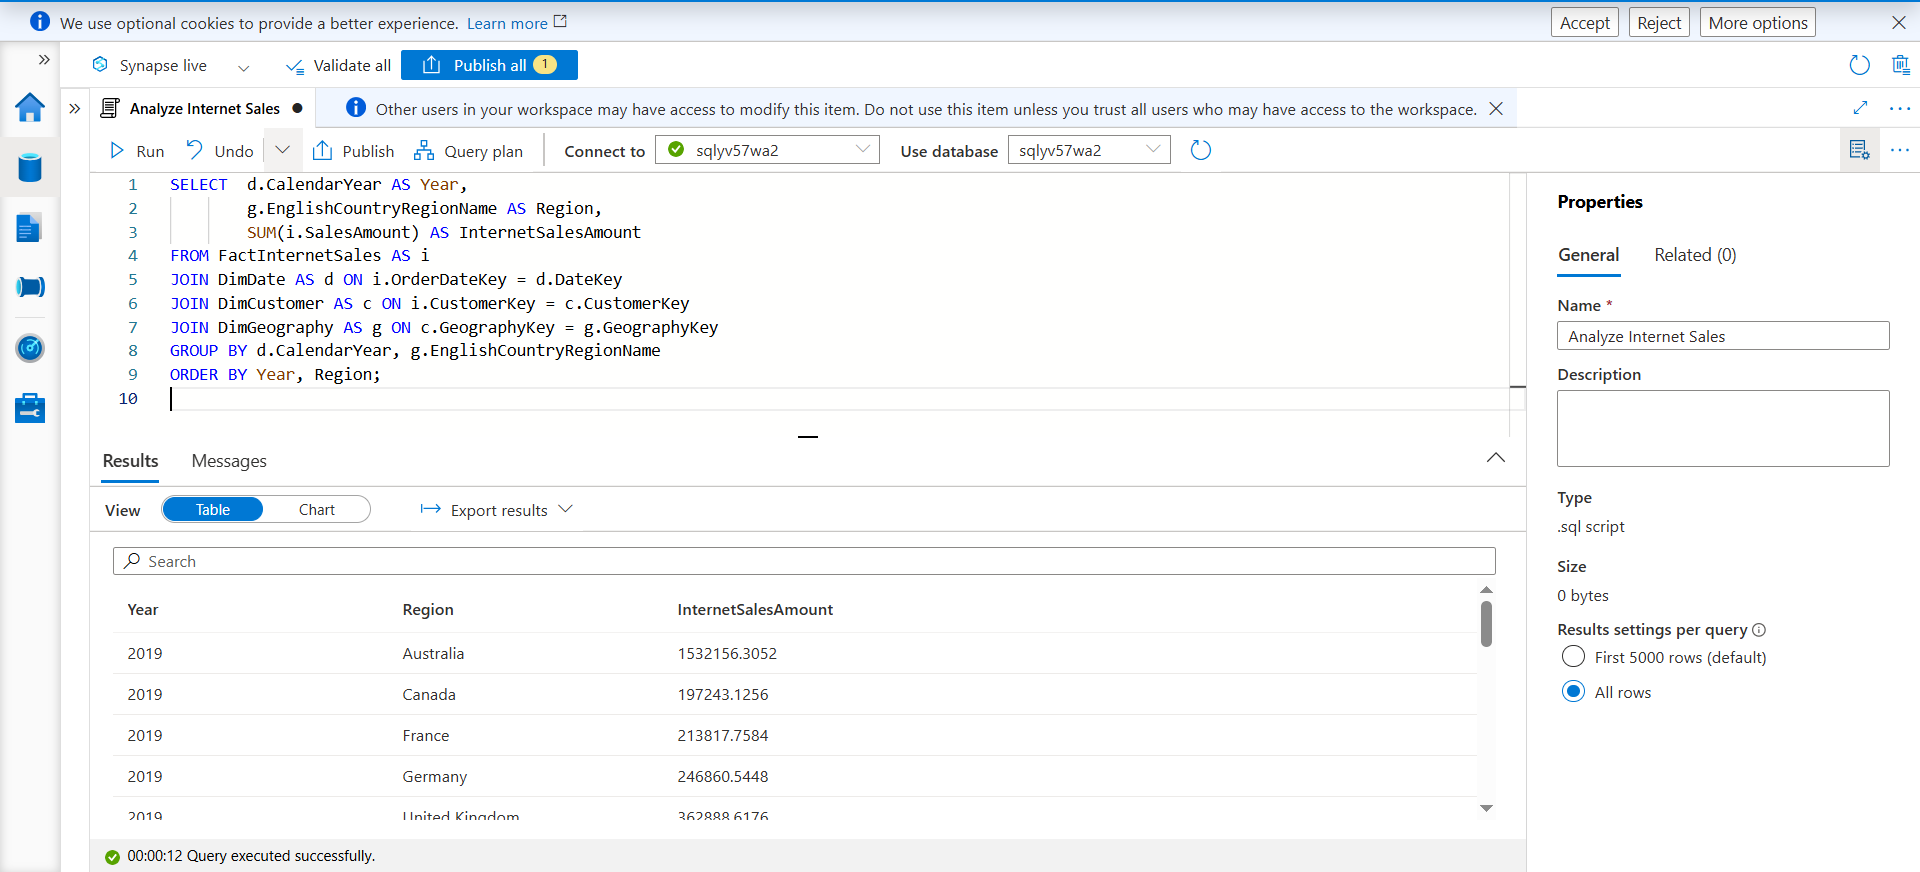 We use optional cookies to provide a better experience. Learn more
Accept
Reject
More options
Synapse live
Validate all
Publish all 1
Analyze Internet Sales
Other users in your workspace may have access to modify this item. Do not use this item unless you trust all users who may have access to the workspace.
Run
Undo
Publish
Query plan
Connect to
sqlyv57wa2
Use database
sqlyv57wa2
1 SELECT d.CalendarYear AS Year,
2 g.EnglishCountryRegionName AS Region,
3 SUM(i.SalesAmount) AS InternetSalesAmount
4 FROM FactInternetSales AS i
5 JOIN DimDate AS d ON i.OrderDateKey = d.DateKey
6 JOIN DimCustomer AS c ON i.CustomerKey = c.CustomerKey
7 JOIN DimGeography AS g ON c.GeographyKey = g.GeographyKey
8 GROUP BY d.CalendarYear, g.EnglishCountryRegionName
9 ORDER BY Year, Region;
10
Results
Messages
View
Table
Chart
Export results
Search
Year Region InternetSalesAmount
2019 Australia 1532156.3052
2019 Canada 197243.1256
2019 France 213817.7584
2019 Germany 246860.5448
2019 United Kingdom 362888.6176
00:00:12 Query executed successfully.
Properties
General
Related (0)
Name *
Analyze Internet Sales
Description
Type
.sql script
Size
0 bytes
Results settings per query
First 5000 rows (default)
All rows